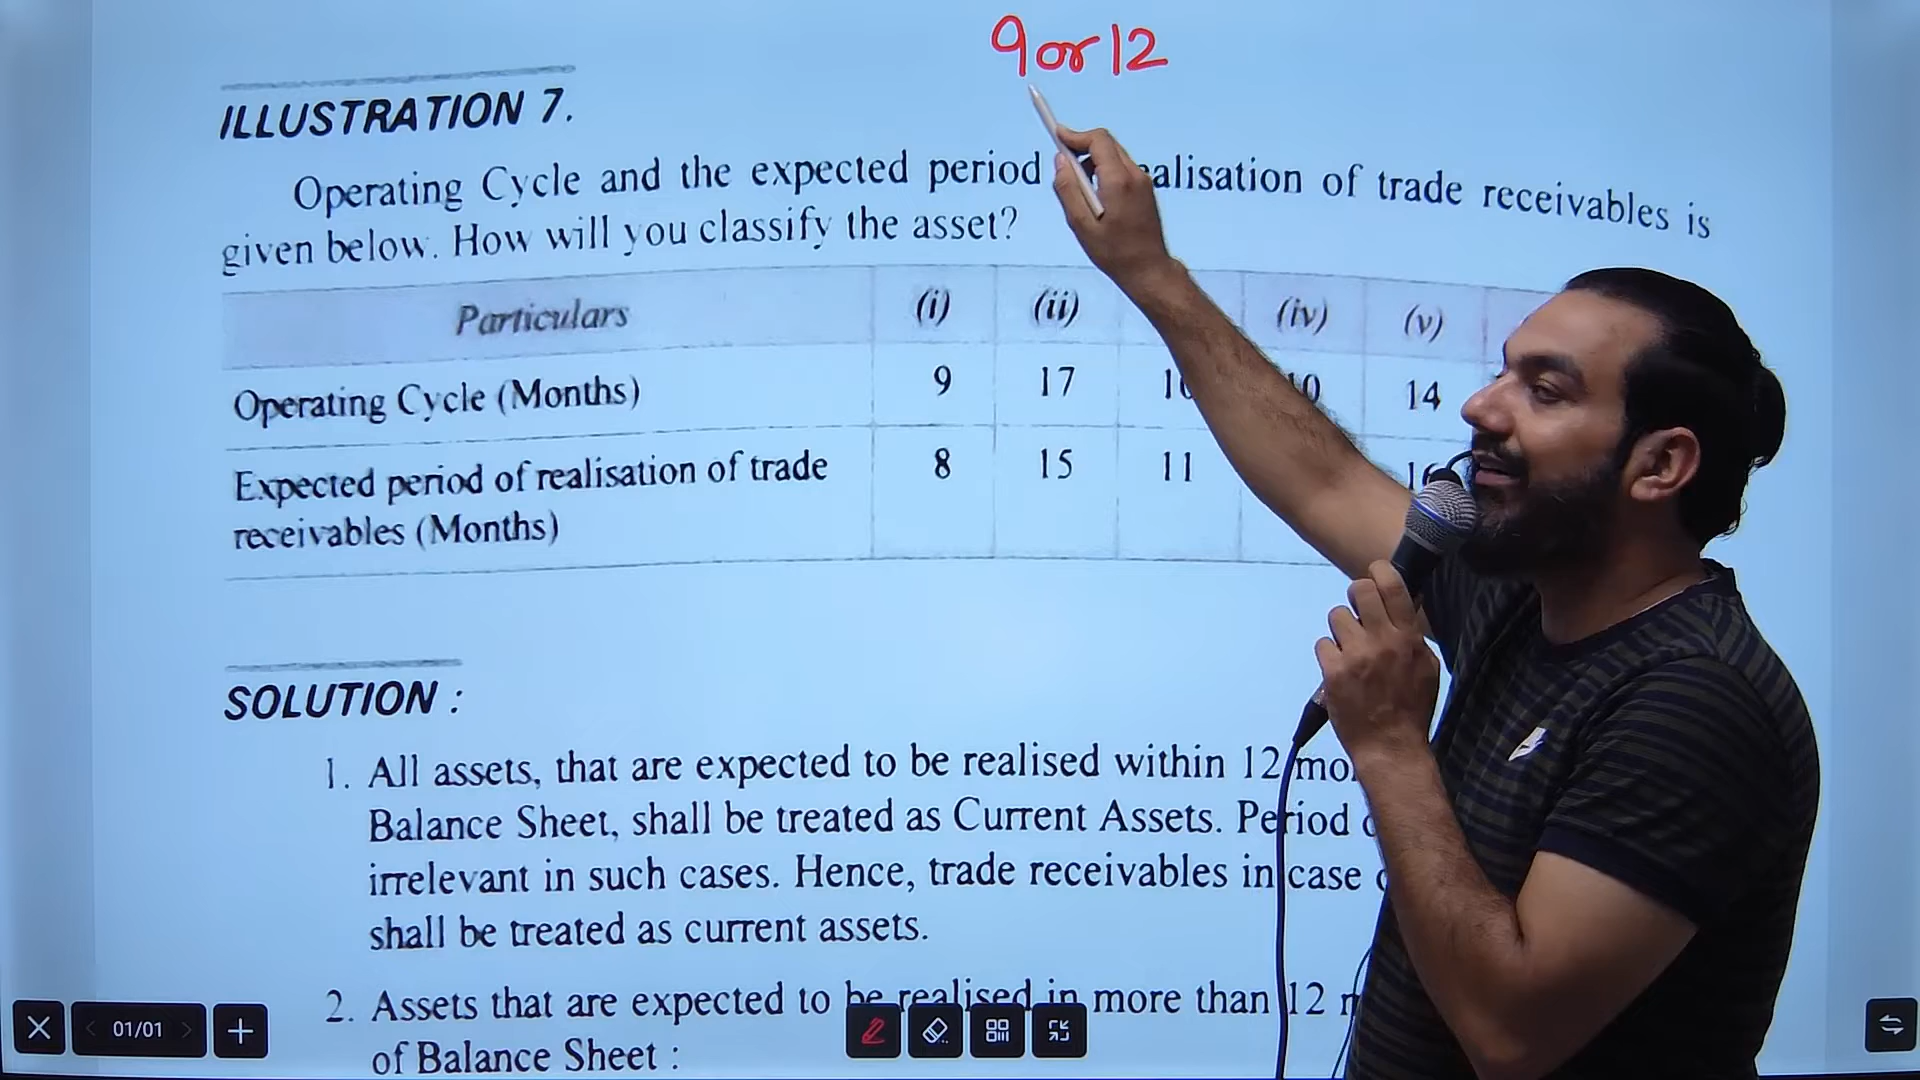 9 or 12
ILLUSTRATION 7.
Operating Cycle and the expected period alisation of trade receivables is
given below. How will you classify the asset?
Particulars (i) (ii) (iv) (v)
Operating Cycle (Months) 9 17 14
Expected period of realisation of trade 8 15 11
receivables (Months)
SOLUTION :
1. All assets, that are expected to be realised within 12
Balance Sheet, shall be treated as Current Assets. Period
irrelevant in such cases. Hence, trade receivables in case
shall be treated as current assets.
2. Assets that are expected to be realised in more than 12
of Balance Sheet :
01/01